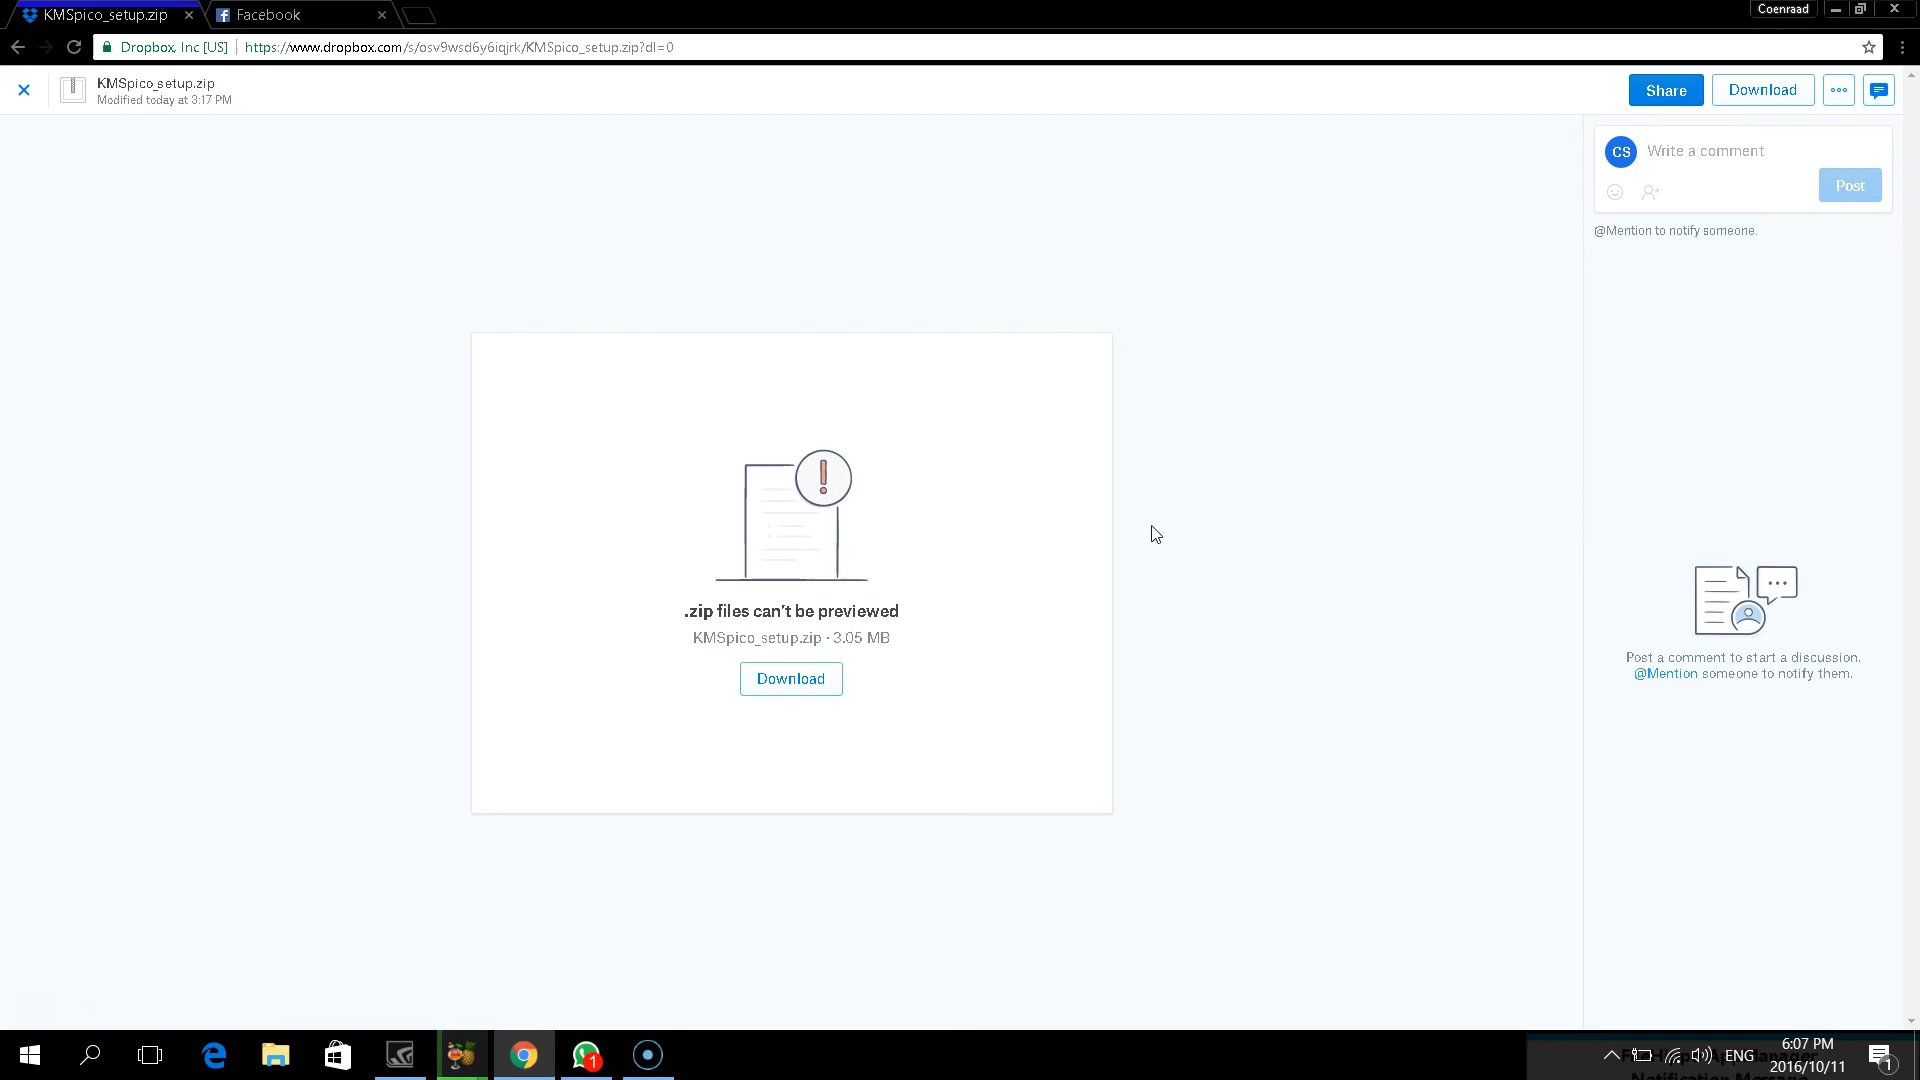 KMSpico_setup.zip
Facebook
Coenraad
Dropbox, Inc [US]
https://www.dropbox.com/s/osv9wsd6y6iqjrk/KMSpico_setup.zip?dl=0
KMSpico_setup.zip
Modified today at 3:17 PM
Share
Download
CS
Write a comment
Post
@Mention to notify someone.
.zip files can't be previewed
KMSpico_setup.zip · 3.05 MB
Download
Post a comment to start a discussion.
@Mention someone to notify them.
1
ENG
6:07 PM
2016/10/11
1
Notification Message